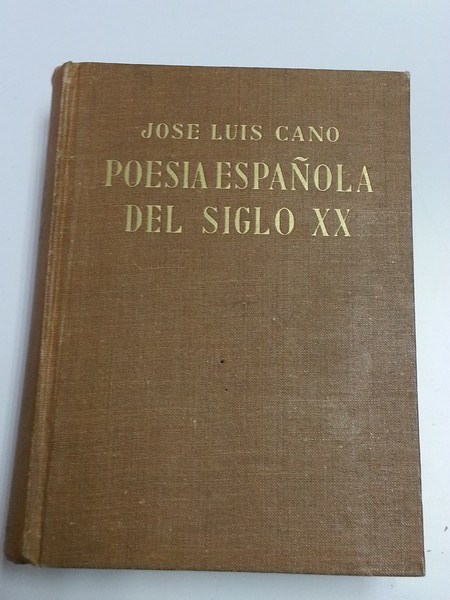 JOSE LUIS CANO
POESIA ESPAÑOLA
DEL SIGLO XX